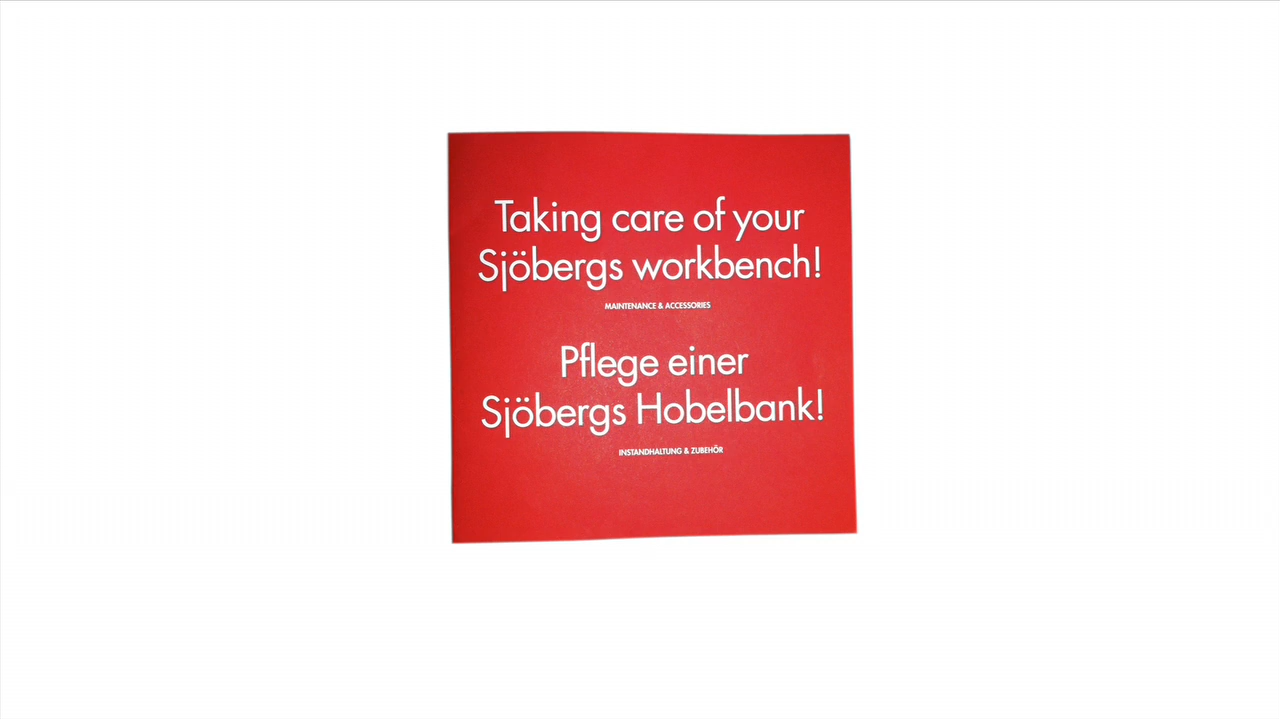 Taking care of your
Sjöbergs workbench!
MAINTENANCE & ACCESSORIES
Pflege einer
Sjöbergs Hobelbank!
INSTANDHALTUNG & ZUBEHÖR